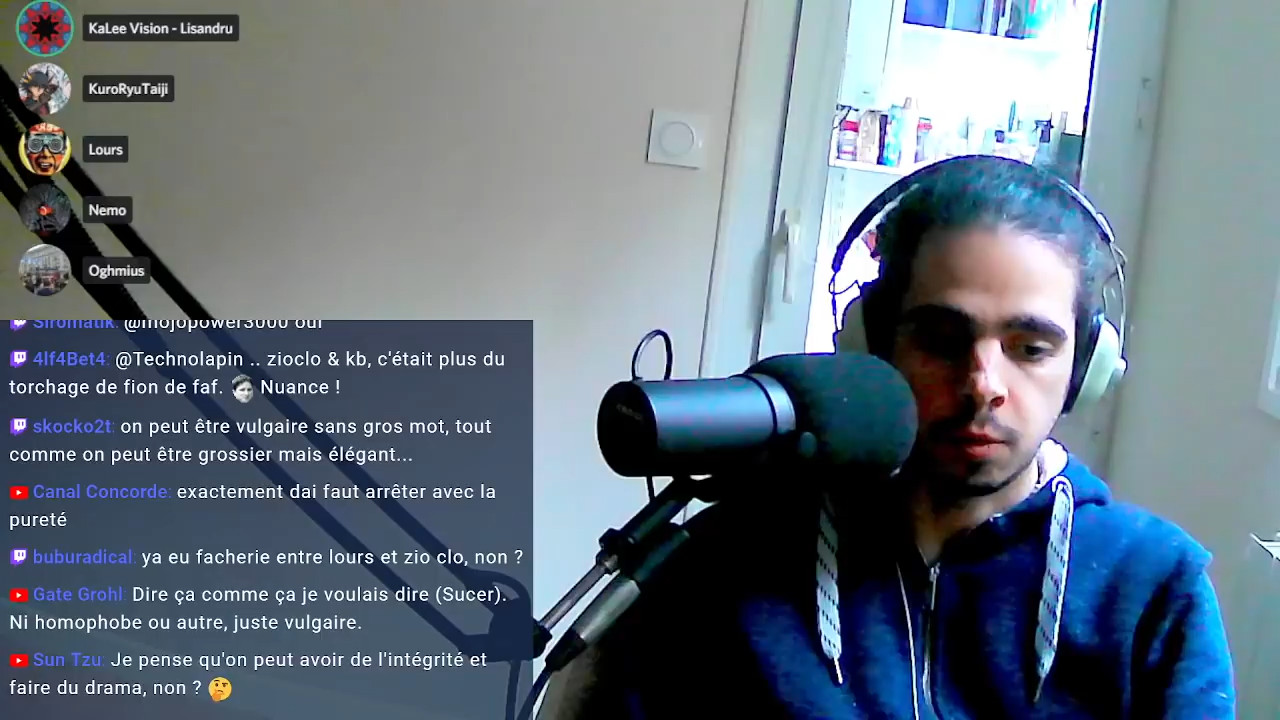 KaLee Vision - Lisandru
KuroRyuTaiji
Lours
Nemo
Oghmius
Siromatik: @mojopower3000 oui
4lf4Bet4: @Technolapin .. zioclo & kb, c'était plus du
torchage de fion de faf. Nuance !
skocko2t: on peut être vulgaire sans gros mot, tout
comme on peut être grossier mais élégant...
Canal Concorde: exactement dai faut arrêter avec la
pureté
buburadical: ya eu facherie entre lours et zio clo, non ?
Gate Grohl: Dire ça comme ça je voulais dire (Sucer).
Ni homophobe ou autre, juste vulgaire.
Sun Tzu: Je pense qu'on peut avoir de l'intégrité et
faire du drama, non ? 🤔